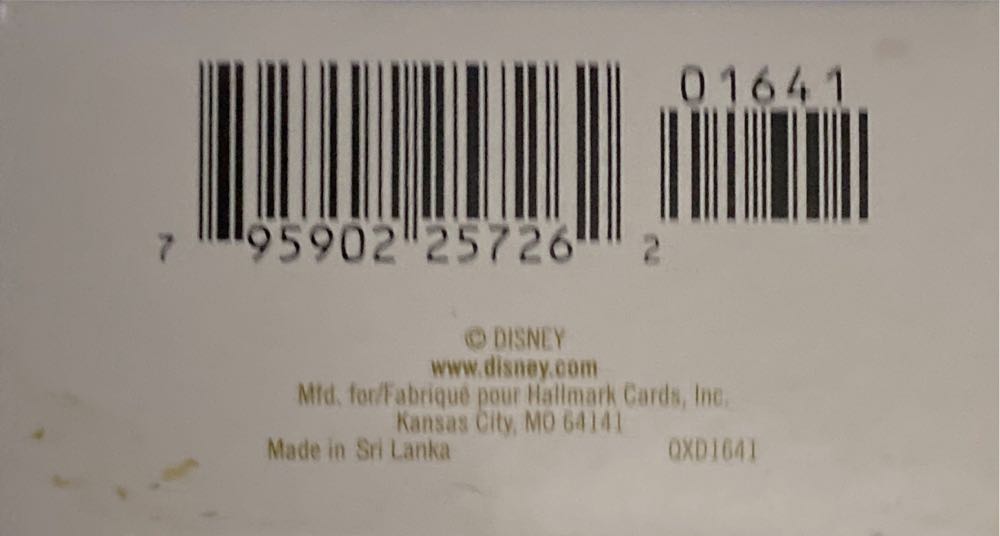 01641
7 95902 25726 2
© DISNEY
www.disney.com
Mfd. for/Fabriqué pour Hallmark Cards, Inc.
Kansas City, MO 64141
Made in Sri Lanka QXD1641